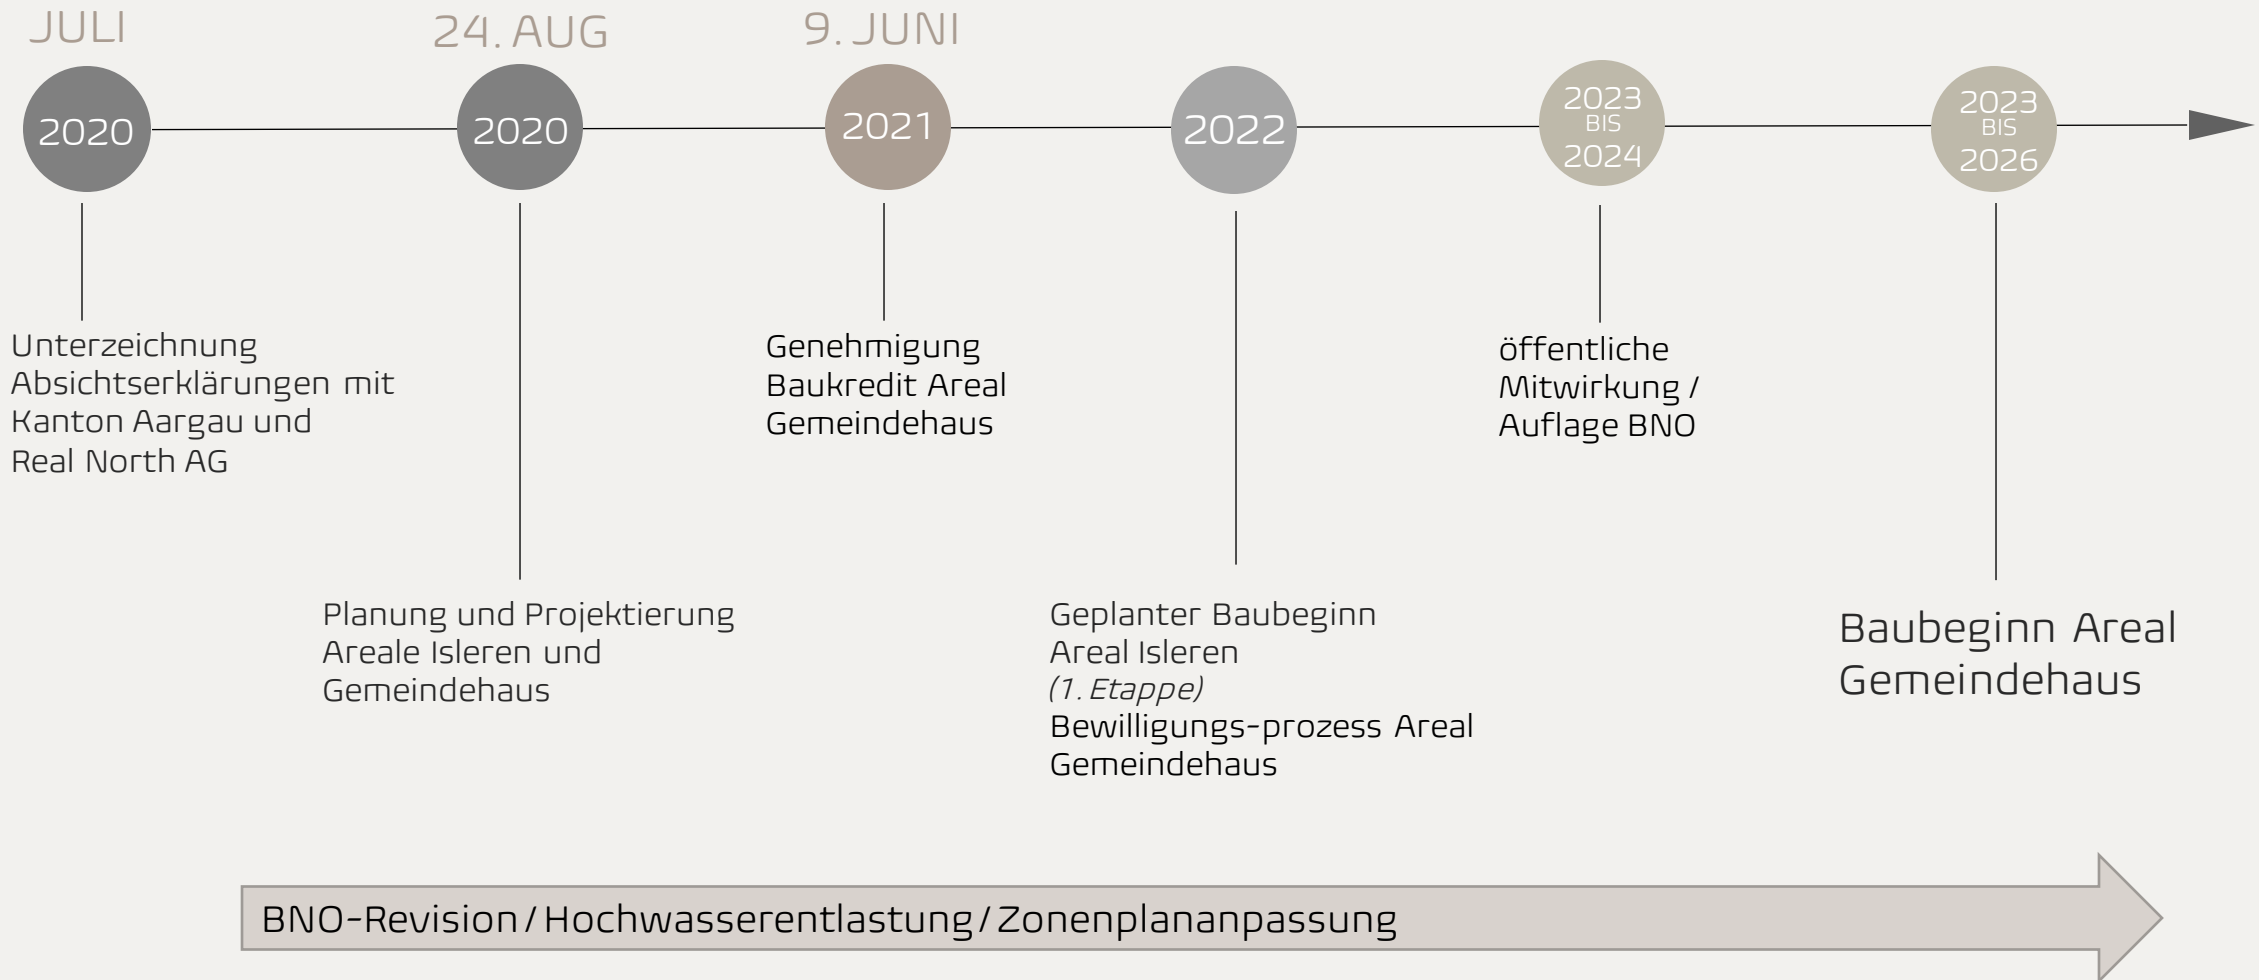 JULI
24. AUG
9. JUNI
2020
2020
2021
2022
2023
BIS
2024
2023
BIS
2026
Unterzeichnung
Absichtserklärungen mit
Kanton Aargau und
Real North AG
Planung und Projektierung
Areale Isleren und
Gemeindehaus
Genehmigung
Baukredit Areal
Gemeindehaus
Geplanter Baubeginn
Areal Isleren
(1. Etappe)
Bewilligungs-prozess Areal
Gemeindehaus
öffentliche
Mitwirkung /
Auflage BNO
Baubeginn Areal
Gemeindehaus
BNO-Revision / Hochwasserentlastung / Zonenplananpassung